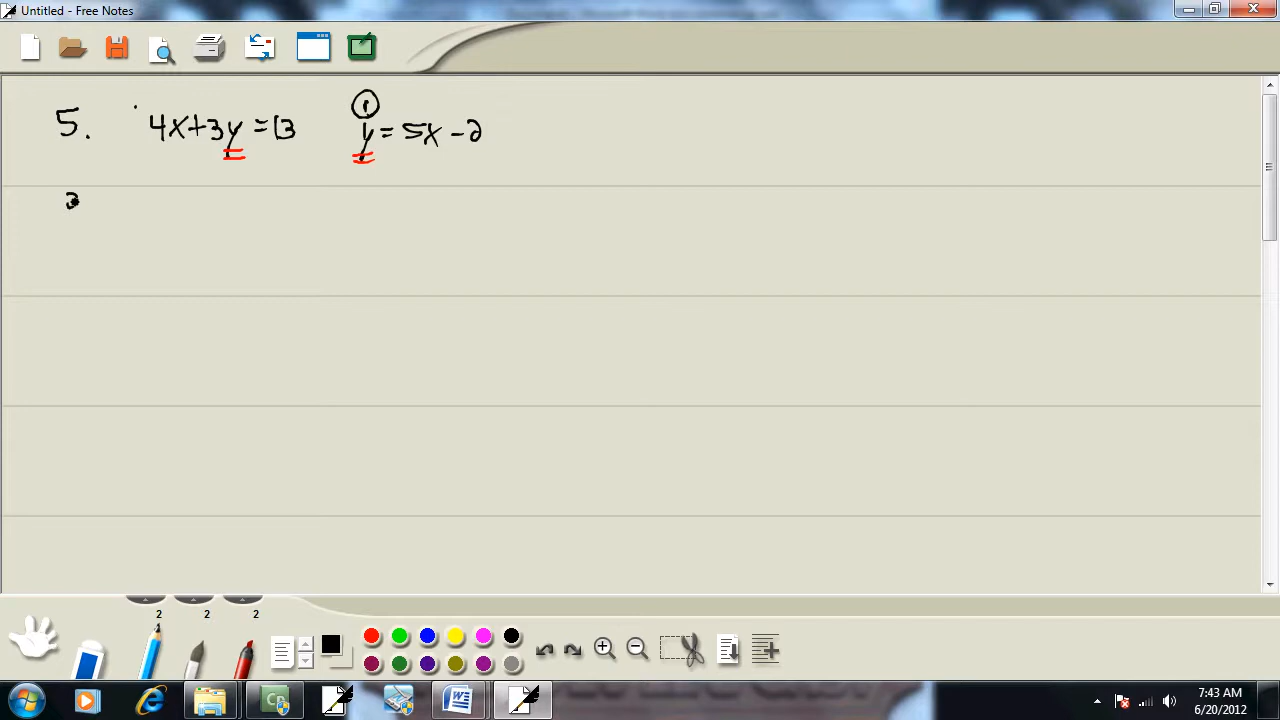 Untitled - Free Notes
①
5. 4x+3y=13 y=5x-2
2
2 2 2
7:43 AM
6/20/2012